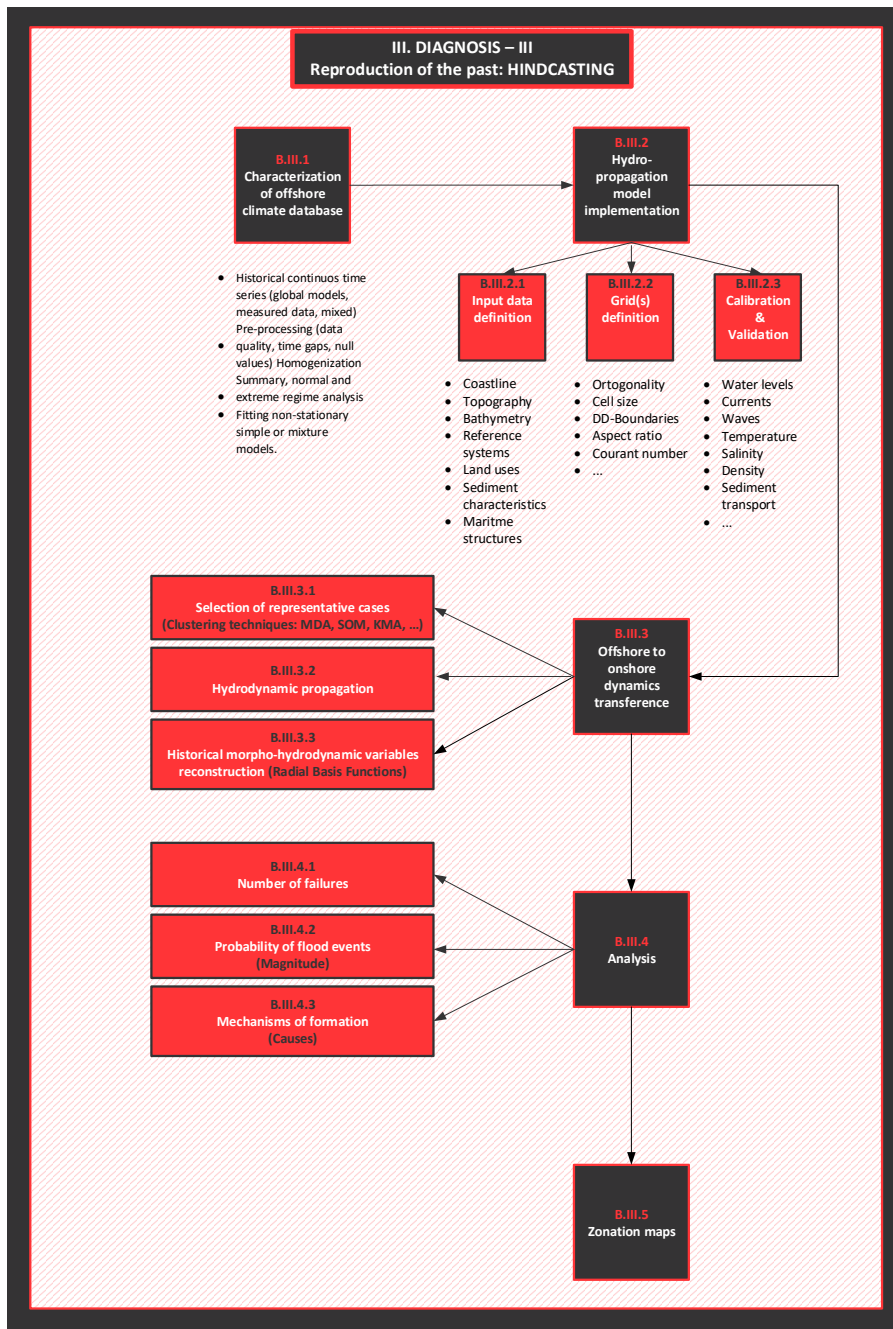 III. DIAGNOSIS – III
Reproduction of the past: HINDCASTING
B.III.1
Characterization
of offshore
climate database
B.III.2
Hydro-
propagation
model
implementation
• Historical continuos time
series (global models,
measured data, mixed)
Pre-processing (data
• quality, time gaps, null
values) Homogenization
Summary, normal and
• extreme regime analysis
• Fitting non-stationary
simple or mixture
models.
B.III.2.1
Input data
definition
B.III.2.2
Grid(s)
definition
B.III.2.3
Calibration
&
Validation
• Coastline
• Topography
• Bathymetry
• Reference
systems
• Land uses
• Sediment
characteristics
• Maritme
structures
• Ortogonality
• Cell size
• DD-Boundaries
• Aspect ratio
• Courant number
• ...
• Water levels
• Currents
• Waves
• Temperature
• Salinity
• Density
• Sediment
transport
• ...
B.III.3.1
Selection of representative cases
(Clustering techniques: MDA, SOM, KMA, ...)
B.III.3.2
Hydrodynamic propagation
B.III.3.3
Historical morpho-hydrodynamic variables
reconstruction (Radial Basis Functions)
B.III.3
Offshore to
onshore
dynamics
transference
B.III.4.1
Number of failures
B.III.4.2
Probability of flood events
(Magnitude)
B.III.4.3
Mechanisms of formation
(Causes)
B.III.4
Analysis
B.III.5
Zonation maps